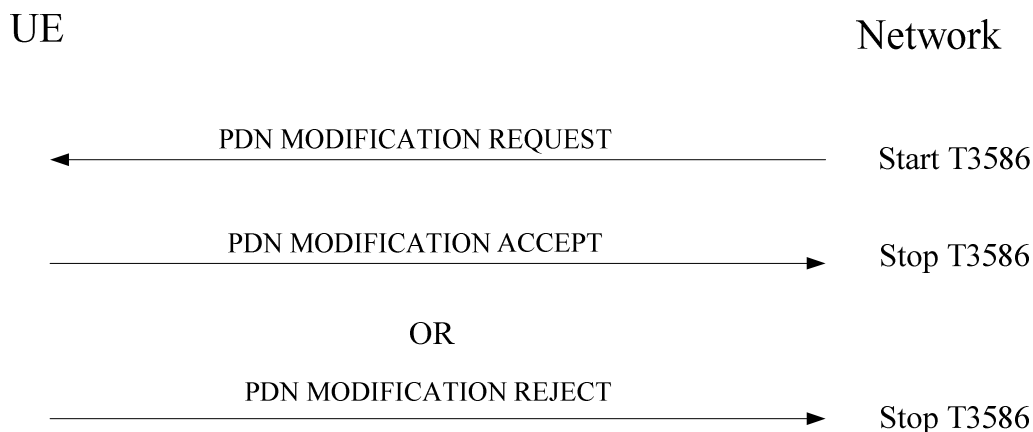 UE
Network
PDN MODIFICATION REQUEST
Start T3586
PDN MODIFICATION ACCEPT
Stop T3586
OR
PDN MODIFICATION REJECT
Stop T3586